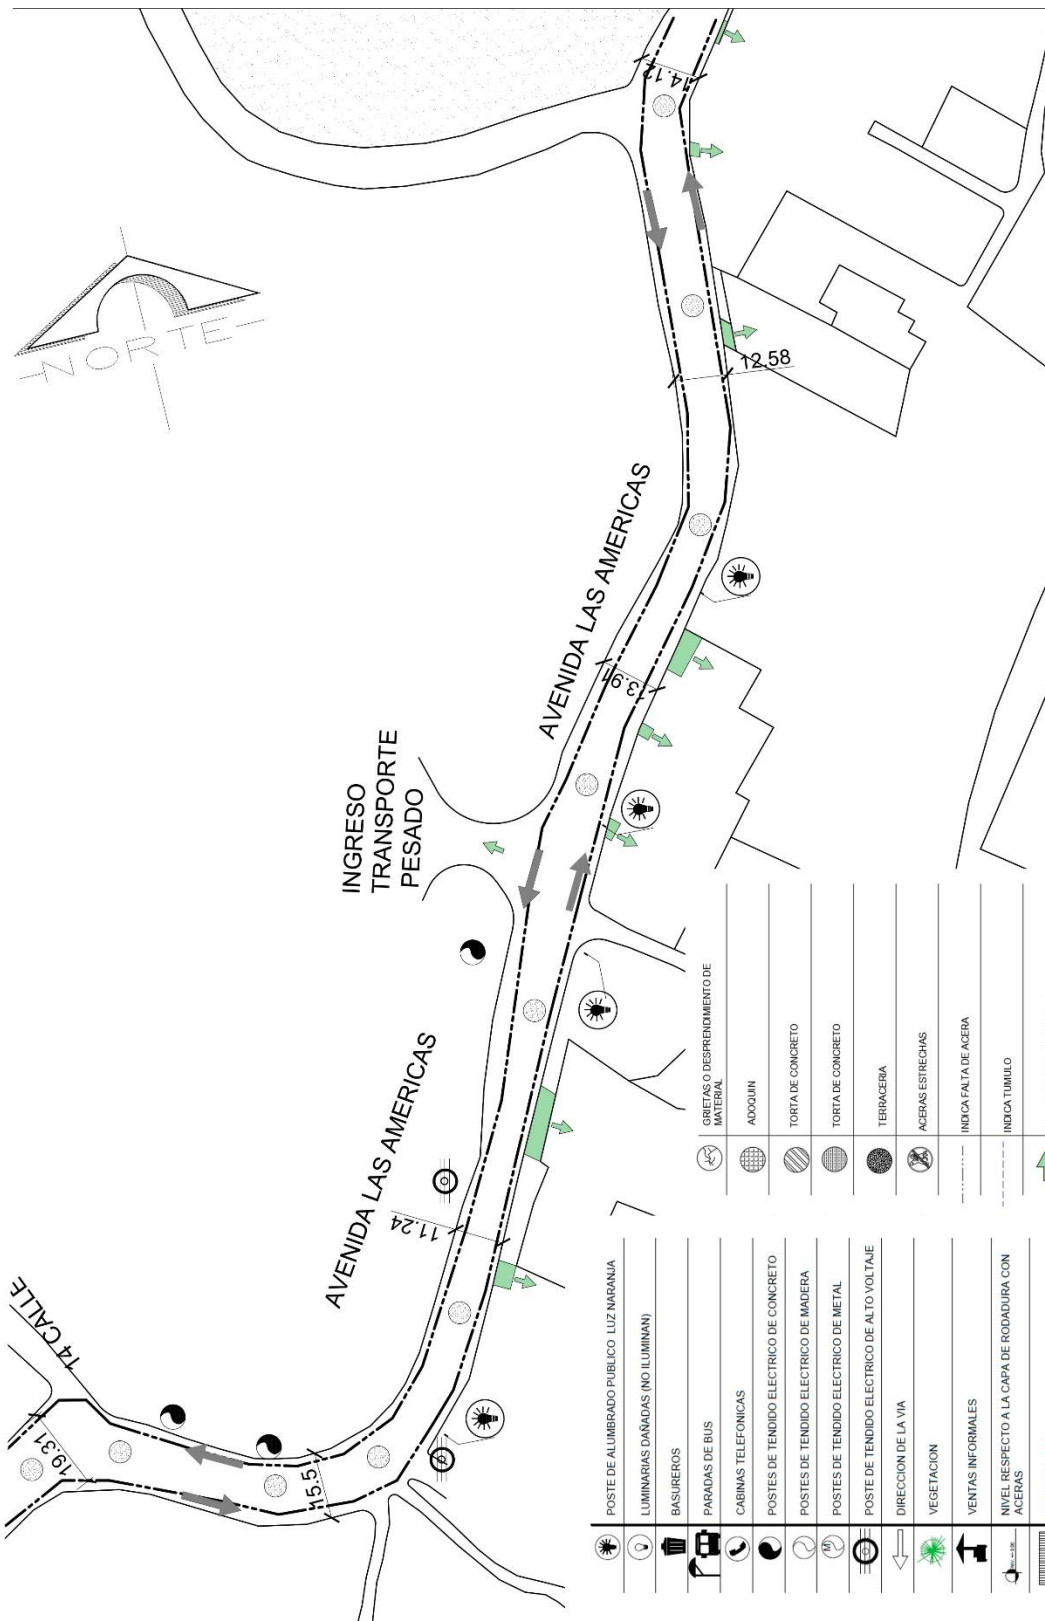 14.12
NORTE
12.58
AVENIDA LAS AMERICAS
13.91
INGRESO
TRANSPORTE
PESADO
AVENIDA LAS AMERICAS
11.24
14 CALLE
19.31
15.5
GRIETAS O DESPRENDIMIENTO DE
MATERIAL
ADOQUIN
TORTA DE CONCRETO
TORTA DE CONCRETO
TERRACERIA
ACERAS ESTRECHAS
INDICA FALTA DE ACERA
INDICA TUMULO
POSTE DE ALUMBRADO PUBLICO LUZ NARANJA
LUMINARIAS DAÑADAS (NO ILUMINAN)
BASUREROS
PARADAS DE BUS
CABINAS TELEFONICAS
POSTES DE TENDIDO ELECTRICO DE CONCRETO
POSTES DE TENDIDO ELECTRICO DE MADERA
M
POSTES DE TENDIDO ELECTRICO DE METAL
POSTE DE TENDIDO ELECTRICO DE ALTO VOLTAJE
DIRECCION DE LA VIA
VEGETACION
VENTAS INFORMALES
NIVEL RESPECTO A LA CAPA DE RODADURA CON
ACERAS